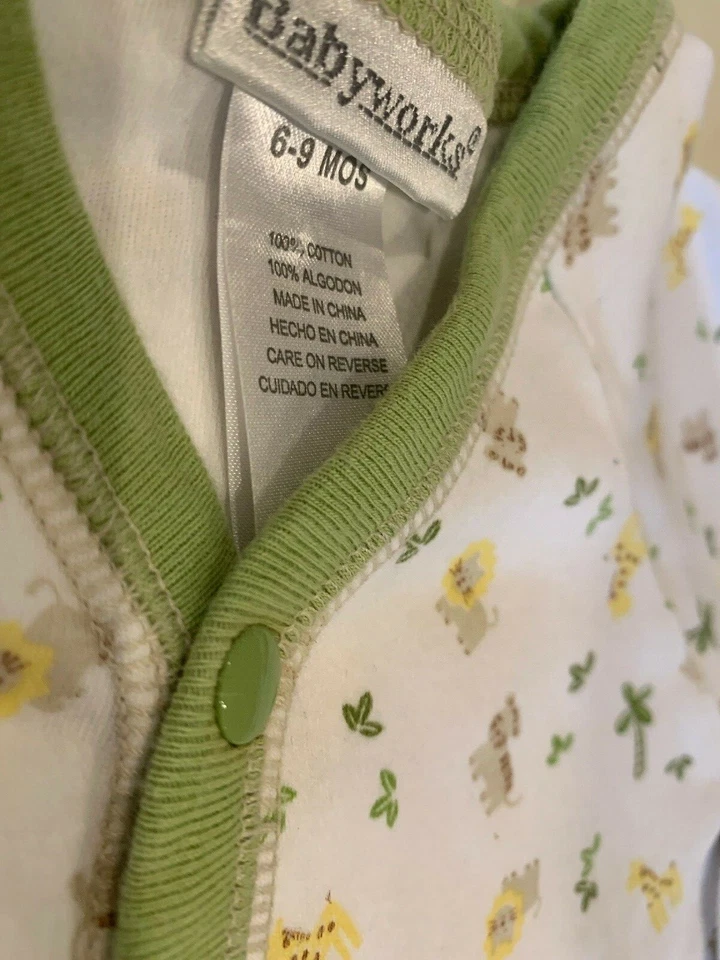 Babyworks®
6-9 MOS
100% COTTON
100% ALGODON
MADE IN CHINA
HECHO EN CHINA
CARE ON REVERSE
CUIDADO EN REVERS